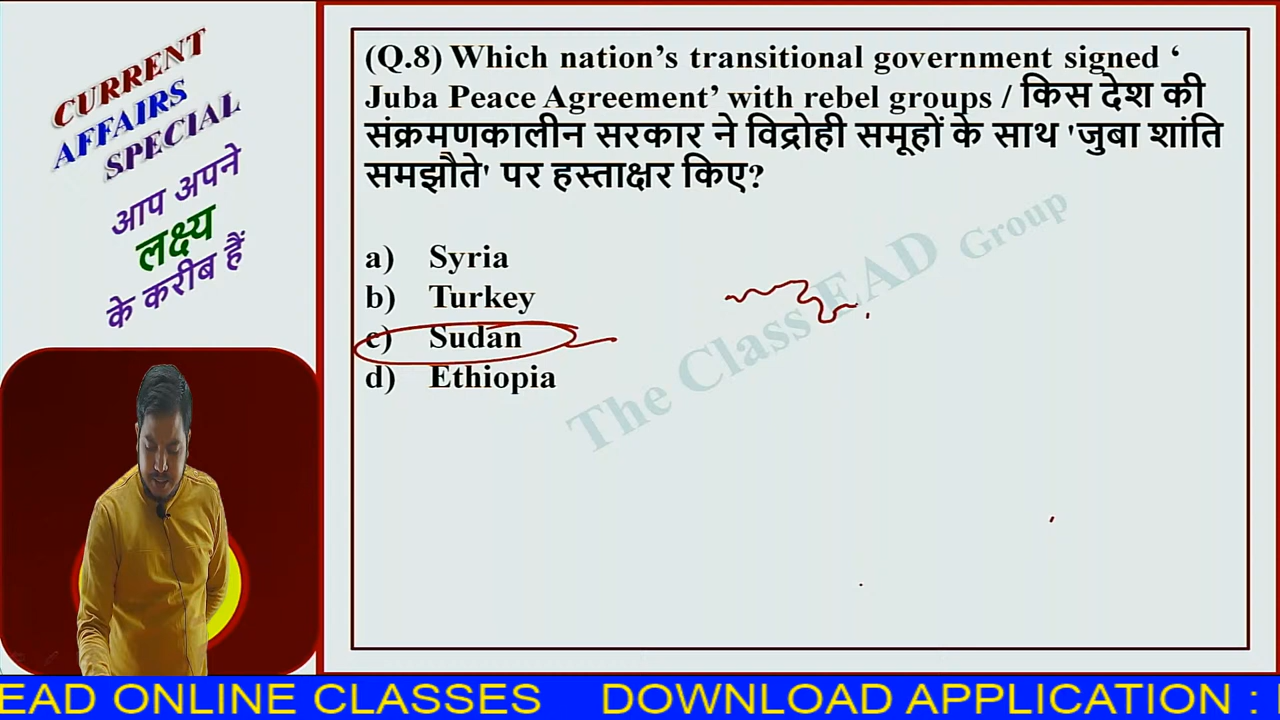 CURRENT
AFFAIRS
SPECIAL
आप अपने
लक्ष्य
के करीब हैं
(Q.8) Which nation’s transitional government signed ‘
Juba Peace Agreement’ with rebel groups / किस देश की
संक्रमणकालीन सरकार ने विद्रोही समूहों के साथ 'जुबा शांति
समझौते' पर हस्ताक्षर किए?
a) Syria
b) Turkey
c) Sudan
d) Ethiopia
The Class EAD Group
EAD ONLINE CLASSES DOWNLOAD APPLICATION :